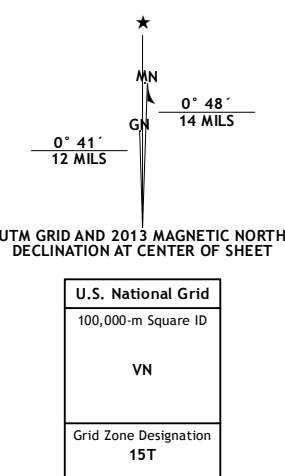 ★
MN
0° 48´
14 MILS
GN
0° 41´
12 MILS
UTM GRID AND 2013 MAGNETIC NORTH
DECLINATION AT CENTER OF SHEET
U.S. National Grid
100,000-m Square ID
VN
Grid Zone Designation
15T